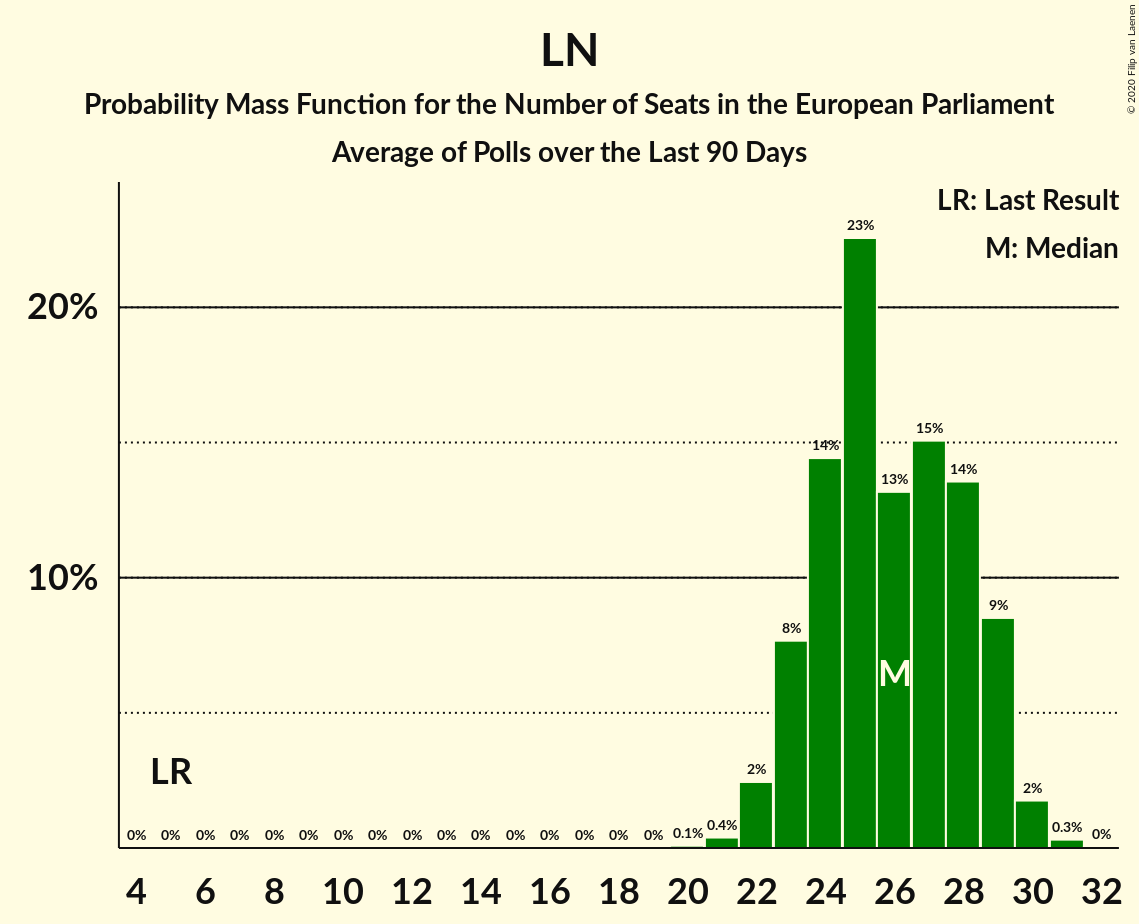 LN
Probability Mass Function for the Number of Seats in the European Parliament
Average of Polls over the Last 90 Days
© 2020 Filip van Laenen
LR: Last Result
M: Median
23%
20%
15%
14%
14%
13%
10%
9%
8%
M
LR
2%
2%
0% 0% 0% 0% 0% 0% 0% 0% 0% 0% 0% 0% 0% 0% 0% 0% 0.1% 0.4% 0.3% 0%
4 6 8 10 12 14 16 18 20 22 24 26 28 30 32